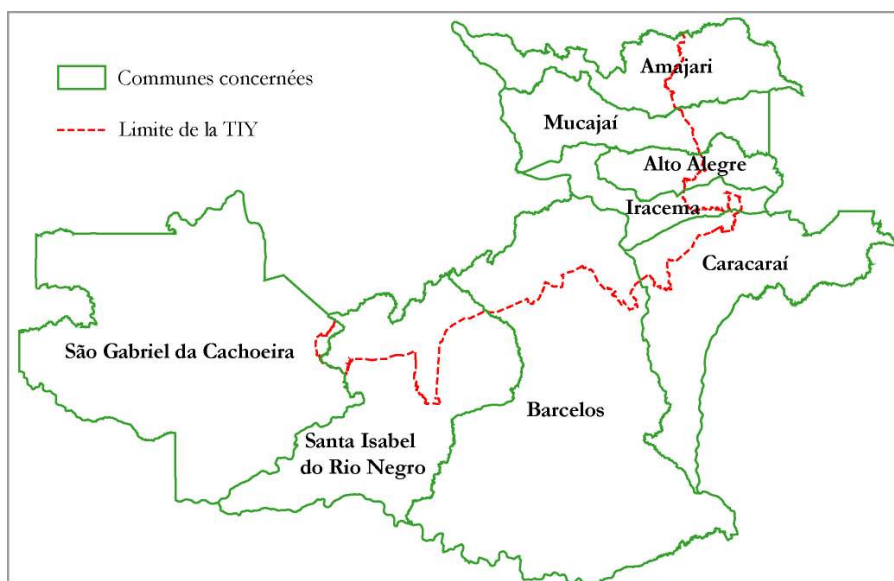 Communes concernées
Limite de la TIY
Amajari
Mucajaí
Alto Alegre
Iracema
Caracaraí
São Gabriel da Cachoeira
Barcelos
Santa Isabel
do Rio Negro